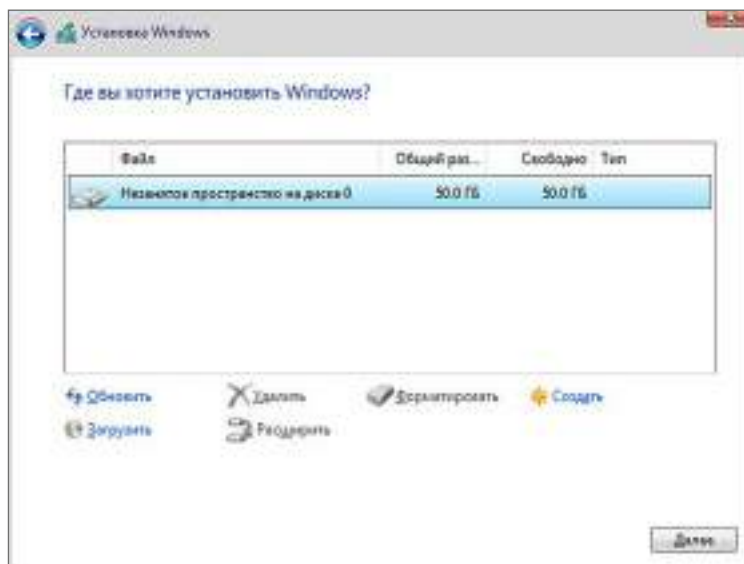 Установка Windows
Где вы хотите установить Windows?
Файл Общий раз... Свободно Тип
Незанятое пространство на диске 0 50.0 ГБ 50.0 ГБ
Обновить Удалить Форматировать Создать
Загрузить Расширить
Далее